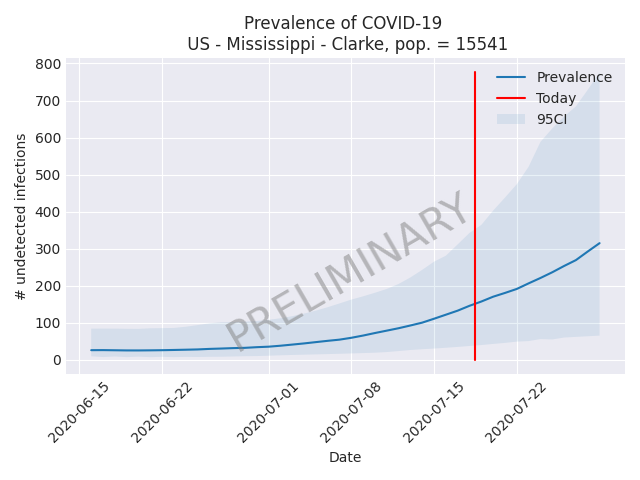 Prevalence of COVID-19
US - Mississippi - Clarke, pop. = 15541
800
700
600
500
400
300
200
100
0
# undetected infections
Prevalence
Today
95CI
PRELIMINARY
2020-06-15
2020-06-22
2020-07-01
2020-07-08
2020-07-15
2020-07-22
Date